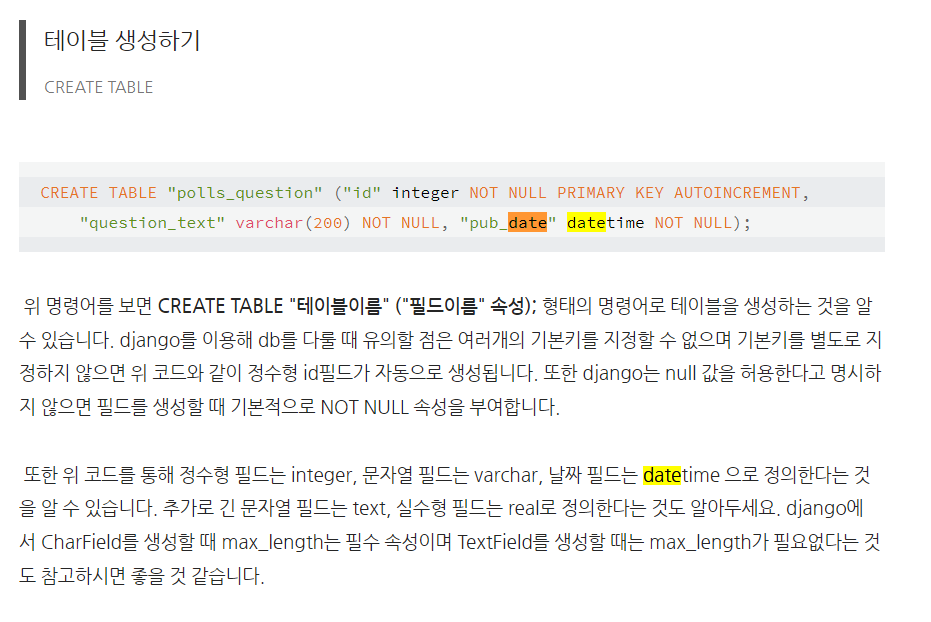 테이블 생성하기
CREATE TABLE
CREATE TABLE "polls_question" ("id" integer NOT NULL PRIMARY KEY AUTOINCREMENT,
"question_text" varchar(200) NOT NULL, "pub_date" datetime NOT NULL);
위 명령어를 보면 CREATE TABLE "테이블이름" ("필드이름" 속성); 형태의 명령어로 테이블을 생성하는 것을 알
수 있습니다. django를 이용해 db를 다룰 때 유의할 점은 여러개의 기본키를 지정할 수 없으며 기본키를 별도로 지
정하지 않으면 위 코드와 같이 정수형 id필드가 자동으로 생성됩니다. 또한 django는 null 값을 허용한다고 명시하
지 않으면 필드를 생성할 때 기본적으로 NOT NULL 속성을 부여합니다.
또한 위 코드를 통해 정수형 필드는 integer, 문자열 필드는 varchar, 날짜 필드는 datetime 으로 정의한다는 것
을 알 수 있습니다. 추가로 긴 문자열 필드는 text, 실수형 필드는 real로 정의한다는 것도 알아두세요. django에
서 CharField를 생성할 때 max_length는 필수 속성이며 TextField를 생성할 때는 max_length가 필요없다는 것
도 참고하시면 좋을 것 같습니다.